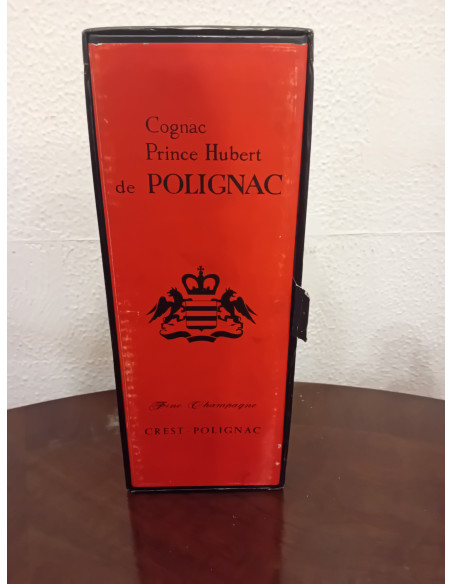 Cognac
Prince Hubert
de POLIGNAC
Fine Champagne
CREST POLIGNAC